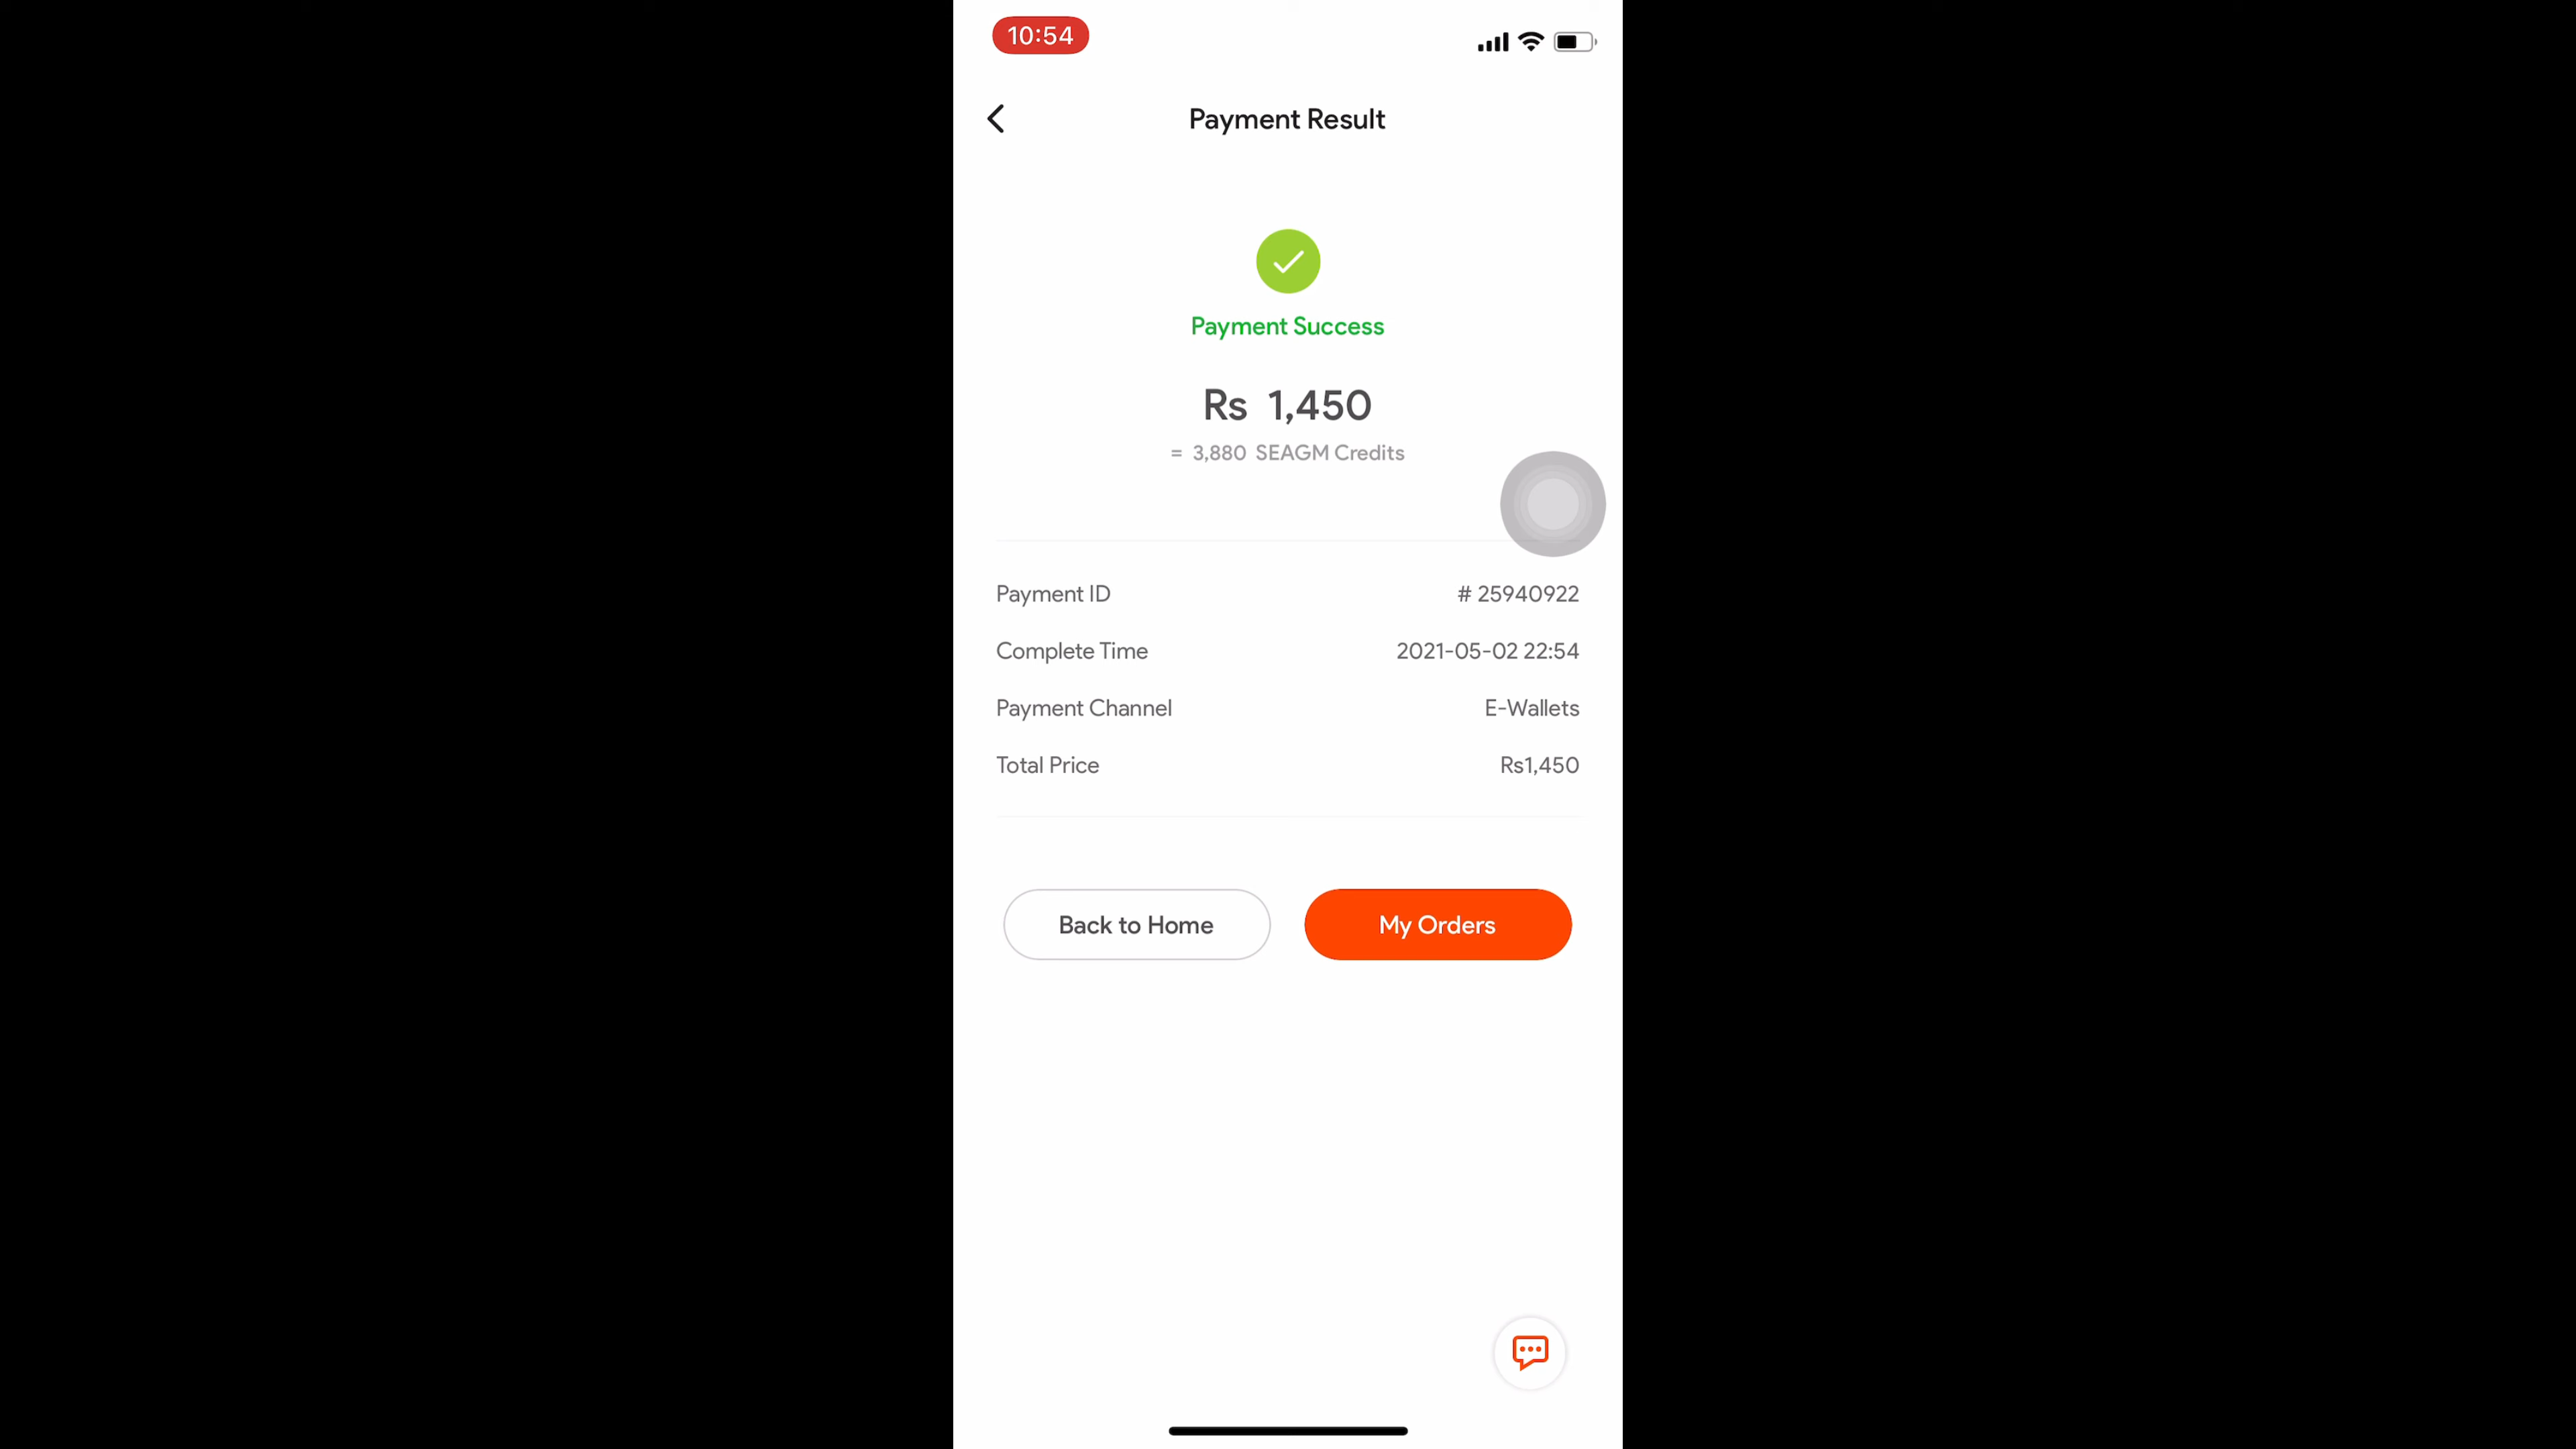 10:54
Payment Result
Payment Success
Rs 1,450
= 3,880 SEAGM Credits
Payment ID # 25940922
Complete Time 2021-05-02 22:54
Payment Channel E-Wallets
Total Price Rs1,450
Back to Home My Orders